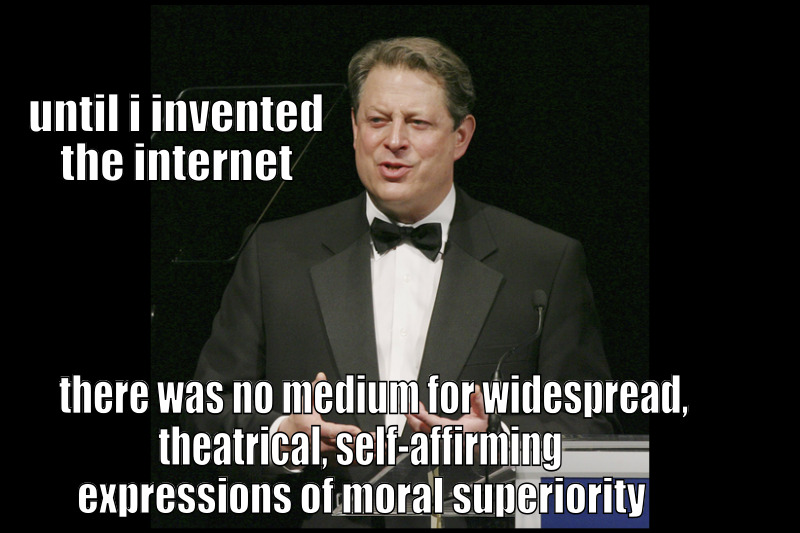 until i invented
the internet
there was no medium for widespread,
theatrical, self-affirming
expressions of moral superiority